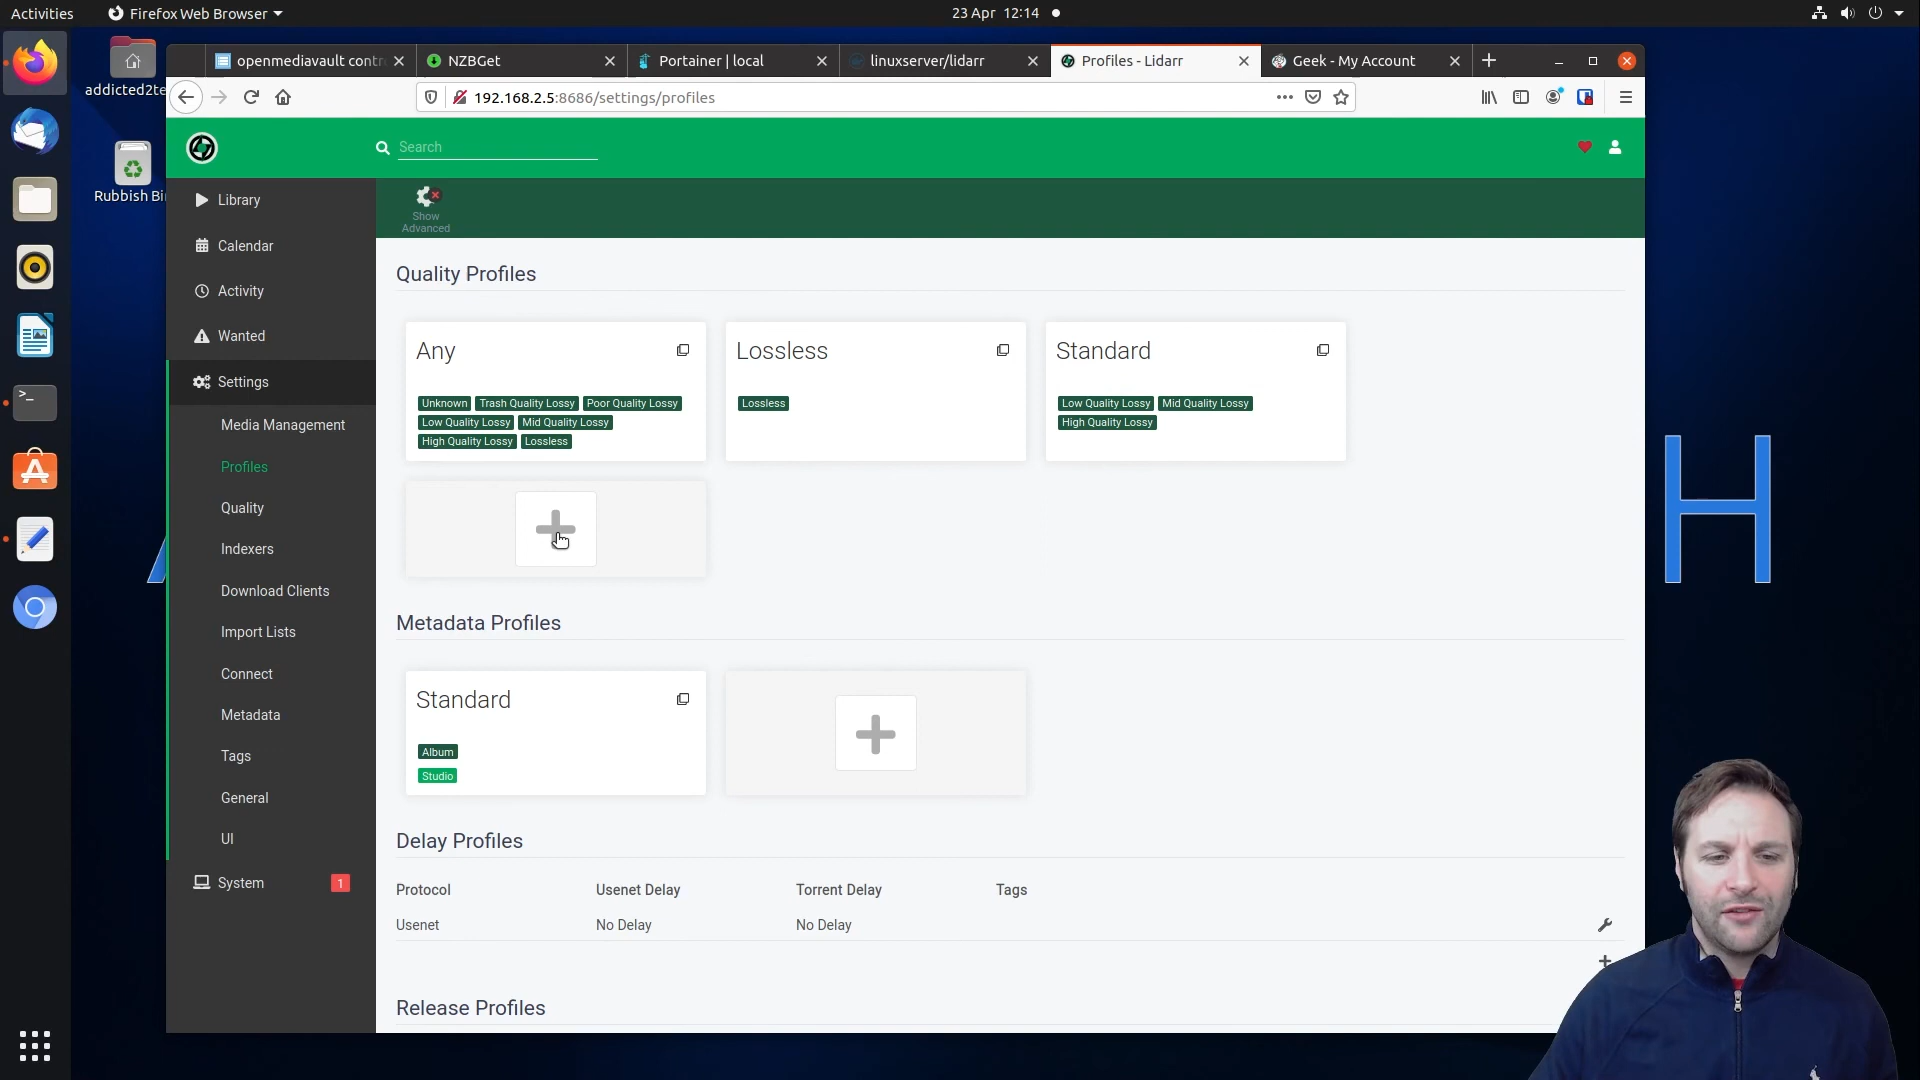 Activities
Firefox Web Browser
23 Apr 12:14
addicted2te
Rubbish Bi
openmediavault contr
NZBGet
Portainer | local
linuxserver/lidarr
Profiles - Lidarr
Geek - My Account
192.168.2.5:8686/settings/profiles
Search
Library
Calendar
Activity
Wanted
Settings
Media Management
Profiles
Quality
Indexers
Download Clients
Import Lists
Connect
Metadata
Tags
General
UI
System
1
Show
Advanced
Quality Profiles
Any
Unknown Trash Quality Lossy Poor Quality Lossy
Low Quality Lossy Mid Quality Lossy
High Quality Lossy Lossless
Lossless
Lossless
Standard
Low Quality Lossy Mid Quality Lossy
High Quality Lossy
Metadata Profiles
Standard
Album
Studio
Delay Profiles
Protocol Usenet Delay Torrent Delay Tags
Usenet No Delay No Delay
Release Profiles
H